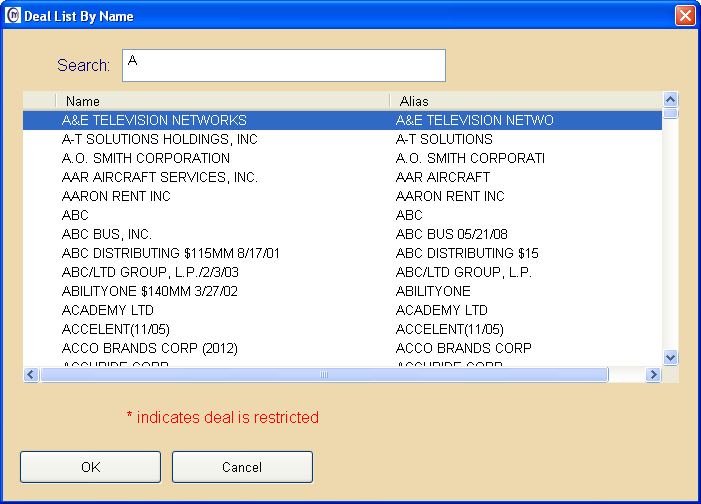 Deal List By Name
Search: A
Name Alias
A&E TELEVISION NETWORKS A&E TELEVISION NETWO
A-T SOLUTIONS HOLDINGS, INC A-T SOLUTIONS
A.O. SMITH CORPORATION A.O. SMITH CORPORATI
AAR AIRCRAFT SERVICES, INC. AAR AIRCRAFT
AARON RENT INC AARON RENT INC
ABC ABC
ABC BUS, INC. ABC BUS 05/21/08
ABC DISTRIBUTING $115MM 8/17/01 ABC DISTRIBUTING $15
ABC/LTD GROUP, L.P./2/3/03 ABC/LTD GROUP, L.P.
ABILITYONE $140MM 3/27/02 ABILITYONE
ACADEMY LTD ACADEMY LTD
ACCELENT(11/05) ACCELENT(11/05)
ACCO BRANDS CORP (2012) ACCO BRANDS CORP
ACCURIDE CORP ACCURIDE CORP
* indicates deal is restricted
OK Cancel